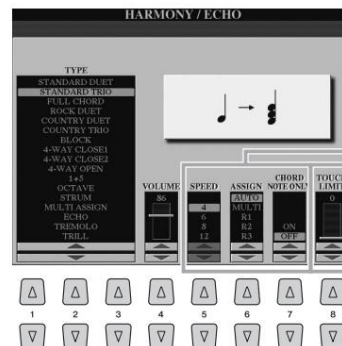 HARMONY / ECHO
TYPE
STANDARD DUET
STANDARD TRIO
FULL CHORD
ROCK DUET
COUNTRY DUET
COUNTRY TRIO
BLOCK
4-WAY CLOSE1
4-WAY CLOSE2
4-WAY OPEN
1+5
OCTAVE
STRUM
MULTI ASSIGN
ECHO
TREMOLO
TRILL
VOLUME
86
SPEED
4
6
8
12
ASSIGN
AUTO
MULTI
R1
R2
R3
CHORD
NOTE ONLY
ON
OFF
TOUCH
LIMIT
0
1 2 3 4 5 6 7 8